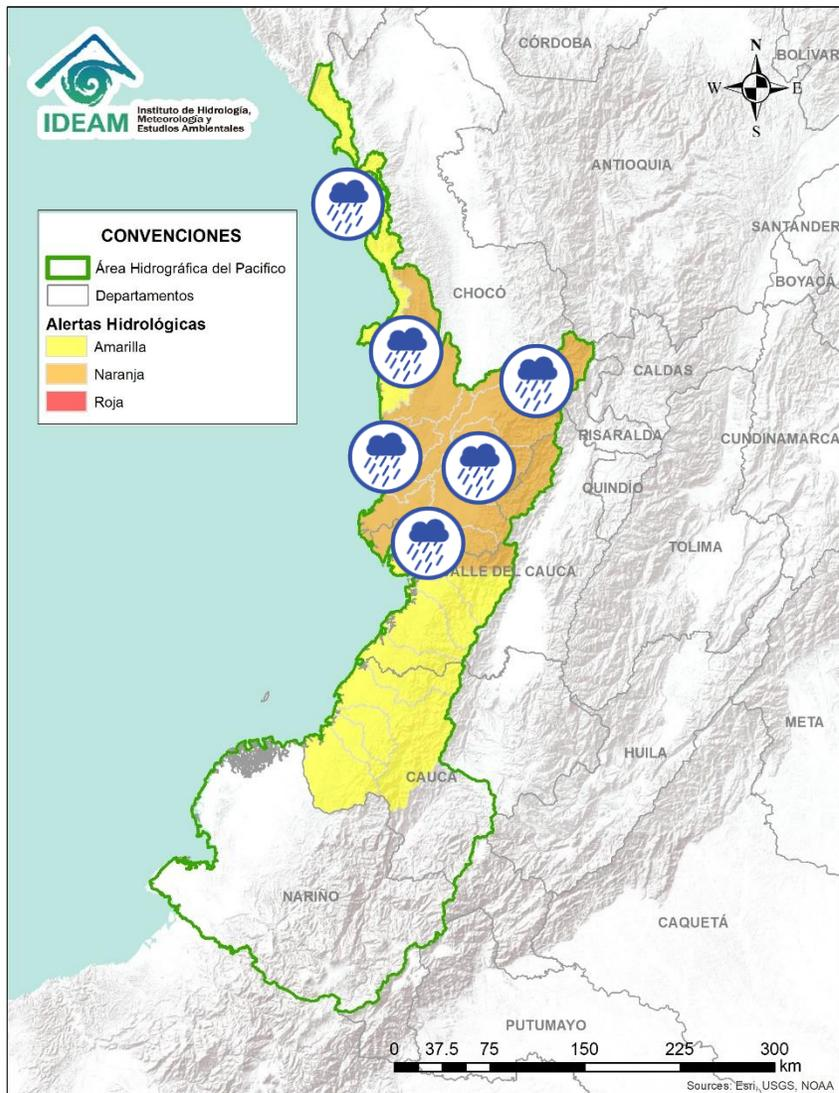 IDEAM
Instituto de Hidrología,
Meteorología y
Estudios Ambientales
CÓRDOBA
BOLÍVAR
N
W
E
S
ANTIOQUIA
SANTANDER
BOYACÁ
CONVENCIONES
Área Hidrográfica del Pacifico
Departamentos
Alertas Hidrológicas
Amarilla
Naranja
Roja
CHOCÓ
CALDAS
RISARALDA
CUNDINAMARCA
QUINDÍO
TOLIMA
ALLE DEL CAUCA
META
HUILA
CAUCA
NARIÑO
CAQUETÁ
PUTUMAYO
0 37.5 75 150 225 300
km
Sources: Esri, USGS, NOAA